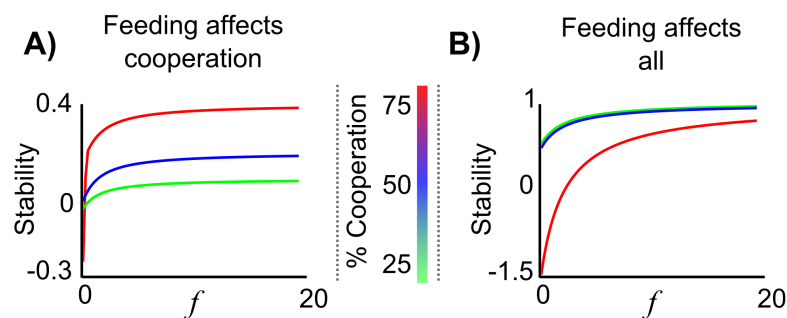 A)
Feeding affects
cooperation
0.4
0
-0.3
Stability
0
f
20
% Cooperation
75
50
25
B)
Feeding affects
all
1
0
-1.5
Stability
0
f
20